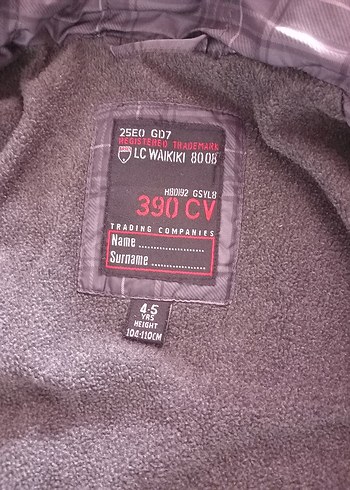 25E0 GD7
REGISTERED TRADEMARK
LC WAIKIKI 8008
H80192 GSYL8
390 CV
TRADING COMPANIES
Name
Surname
4-5
YRS
HEIGHT
104-110CM